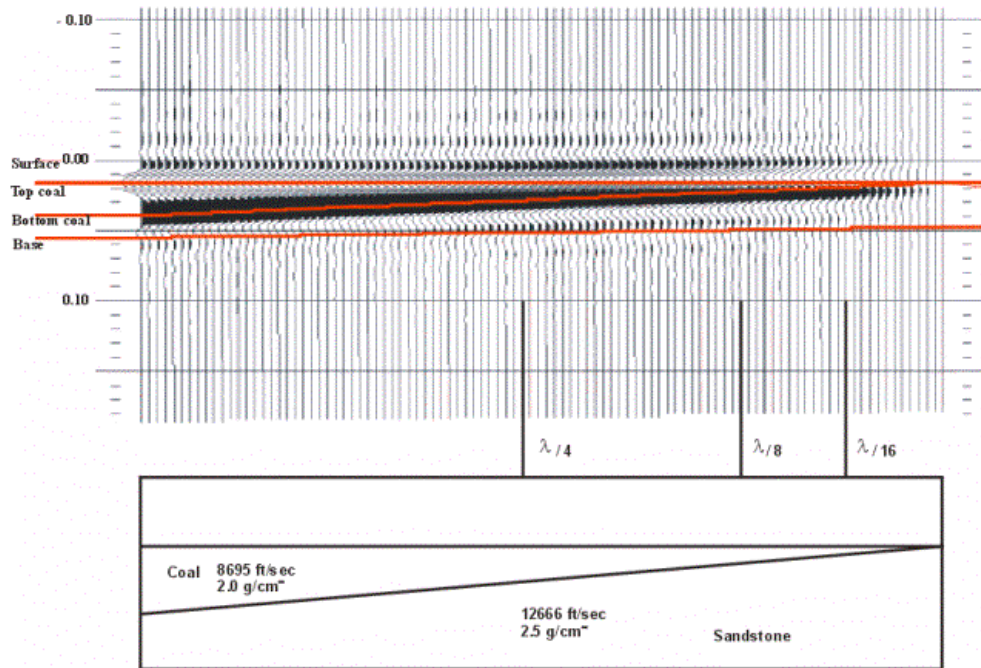 - 0.10
Surface
0.00
Top coal
Bottom coal
Base
0.10
λ/4
λ/8
λ/16
Coal 8695 ft/sec
2.0 g/cm⁼
12666 ft/sec
2.5 g/cm⁼
Sandstone